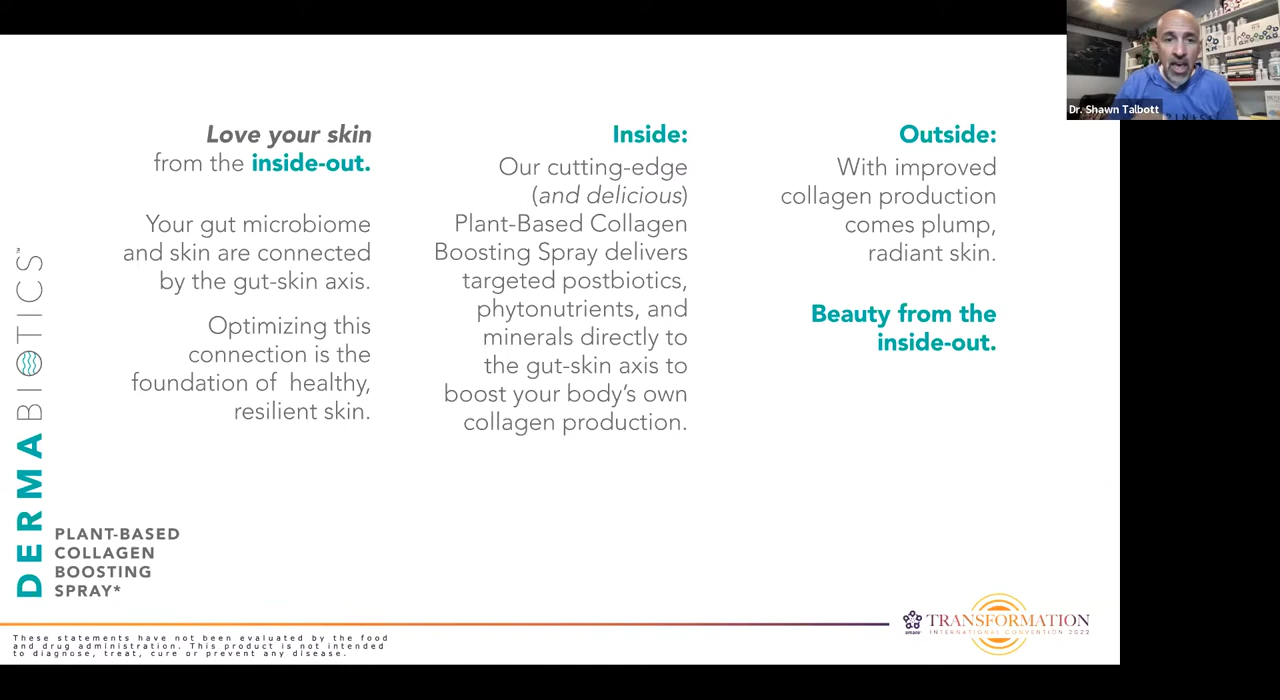 Dr. Shawn Talbott
Love your skin
from the inside-out.
Your gut microbiome
and skin are connected
by the gut-skin axis.
Optimizing this
connection is the
foundation of healthy,
resilient skin.
Inside:
Our cutting-edge
(and delicious)
Plant-Based Collagen
Boosting Spray delivers
targeted postbiotics,
phytonutrients, and
minerals directly to
the gut-skin axis to
boost your body's own
collagen production.
Outside:
With improved
collagen production
comes plump,
radiant skin.
Beauty from the
inside-out.
DERMABIOTICS™
PLANT-BASED
COLLAGEN
BOOSTING
SPRAY*
amare
TRANSFORMATION
INTERNATIONAL CONVENTION 2022
These statements have not been evaluated by the food
and drug administration. This product is not intended
to diagnose, treat, cure or prevent any disease.